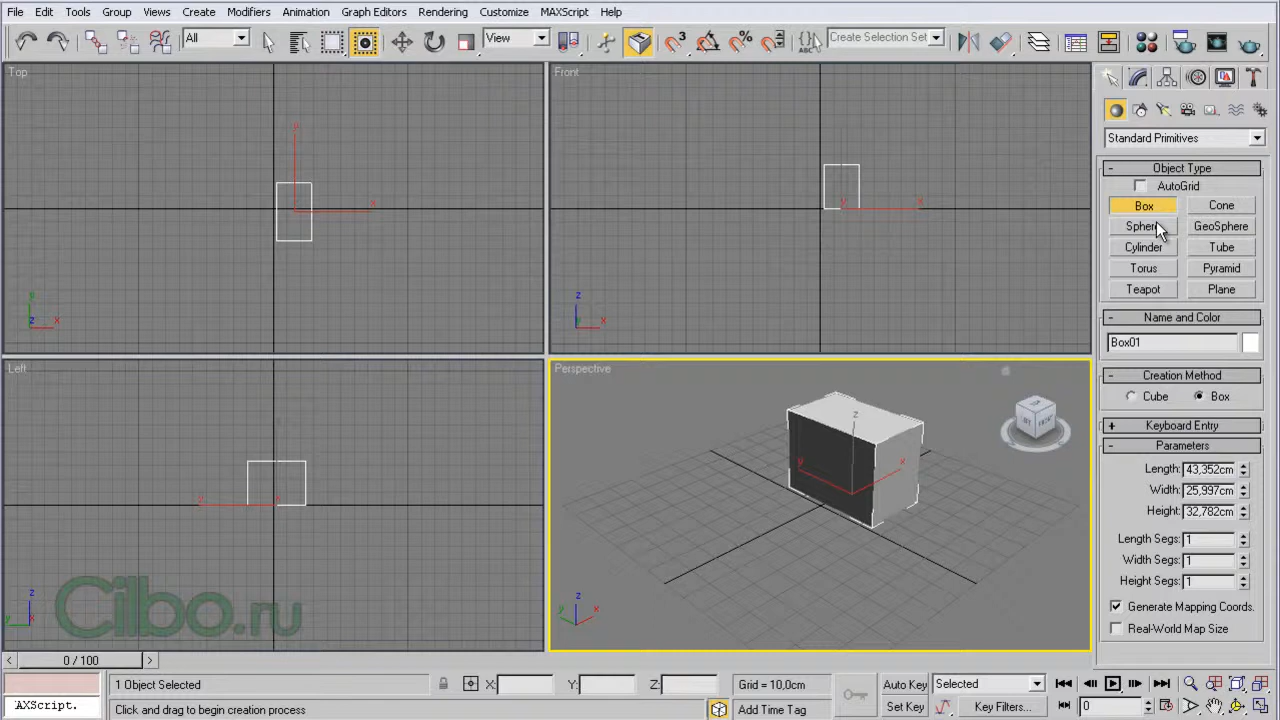 File Edit Tools Group Views Create Modifiers Animation Graph Editors Rendering Customize MAXScript Help
All View Create Selection Set
Top
Front
Left
Perspective
Standard Primitives
- Object Type
AutoGrid
Box Cone
Sphere GeoSphere
Cylinder Tube
Torus Pyramid
Teapot Plane
- Name and Color
Box01
- Creation Method
Cube Box
+ Keyboard Entry
- Parameters
Length: 43,352cm
Width: 25,997cm
Height: 32,782cm
Length Segs: 1
Width Segs: 1
Height Segs: 1
Generate Mapping Coords.
Real-World Map Size
Cilbo.ru
< 0 / 100 >
1 Object Selected X: Y: Z: Grid = 10,0cm Auto Key Selected
AXScript. Click and drag to begin creation process Add Time Tag Set Key Key Filters... 0